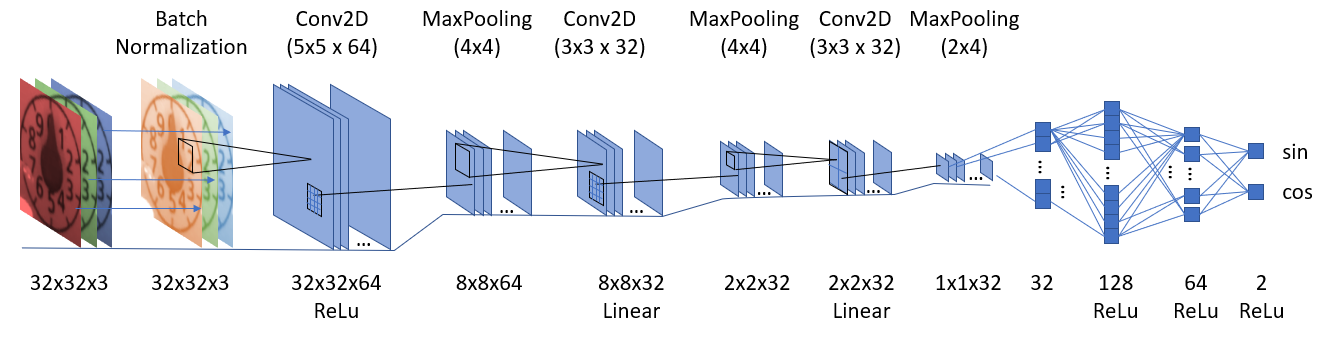 Batch
Normalization
Conv2D
(5x5 x 64)
MaxPooling
(4x4)
Conv2D
(3x3 x 32)
MaxPooling
(4x4)
Conv2D
(3x3 x 32)
MaxPooling
(2x4)
sin
cos
...
...
...
...
...
...
32x32x3
32x32x3
32x32x64
ReLu
8x8x64
8x8x32
Linear
2x2x32
2x2x32
Linear
1x1x32
32
128
ReLu
64
ReLu
2
ReLu